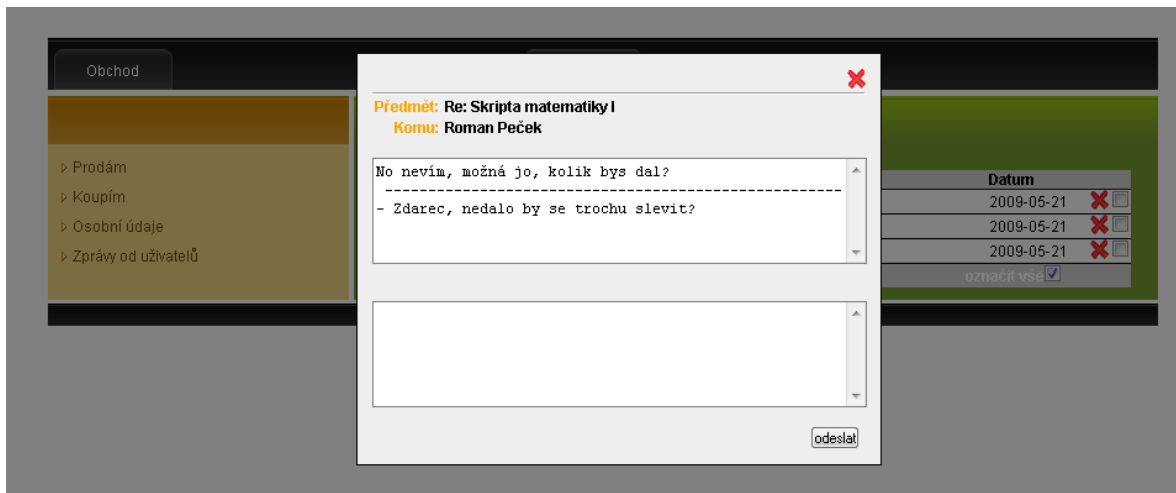 Obchod
Předmět: Re: Skripta matematiky I
Komu: Roman Peček
Prodám
Koupím
Osobní údaje
Zprávy od uživatelů
No nevím, možná jo, kolik bys dal?
------------------------------------------------------
- Zdarec, nedalo by se trochu slevit?
Datum
2009-05-21
2009-05-21
2009-05-21
označit vše
odeslat